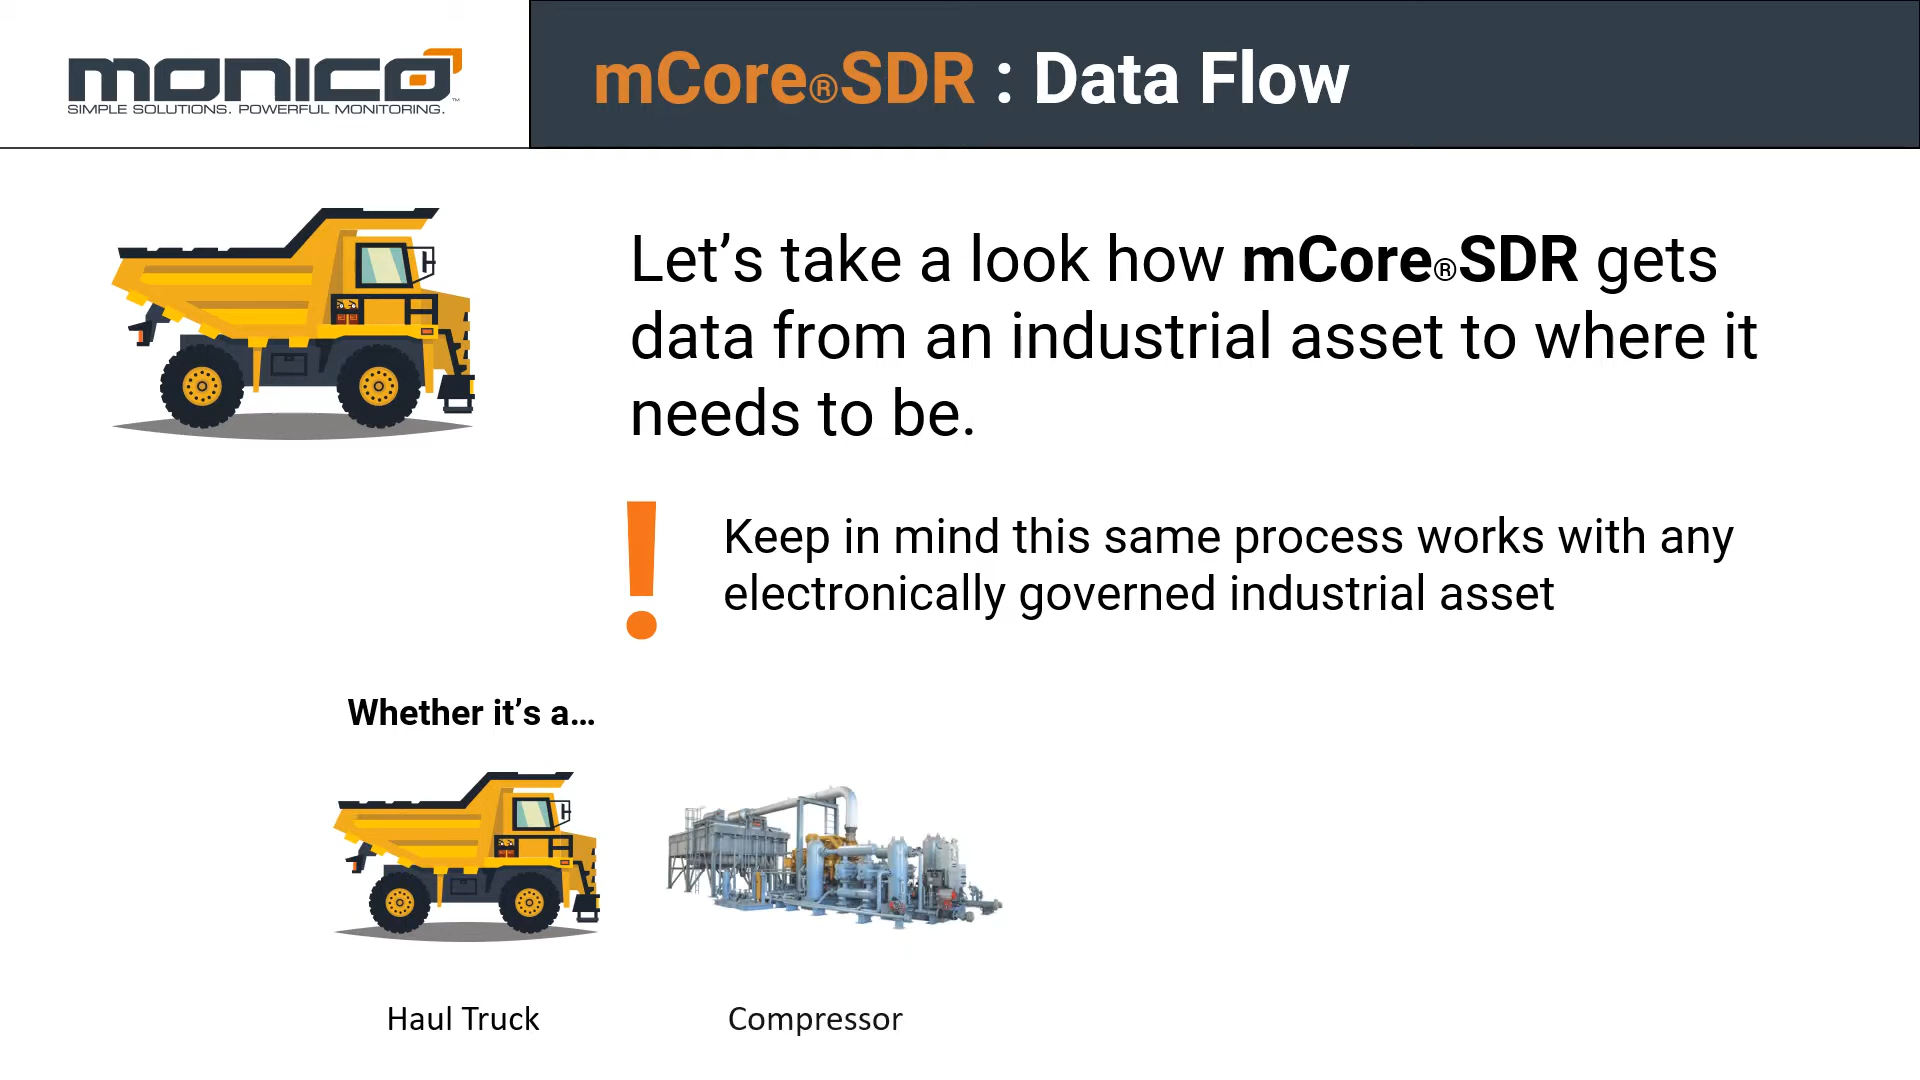 monico™
SIMPLE SOLUTIONS. POWERFUL MONITORING.
mCore®SDR : Data Flow
Let’s take a look how mCore®SDR gets
data from an industrial asset to where it
needs to be.
!
Keep in mind this same process works with any
electronically governed industrial asset
Whether it’s a…
Haul Truck
Compressor